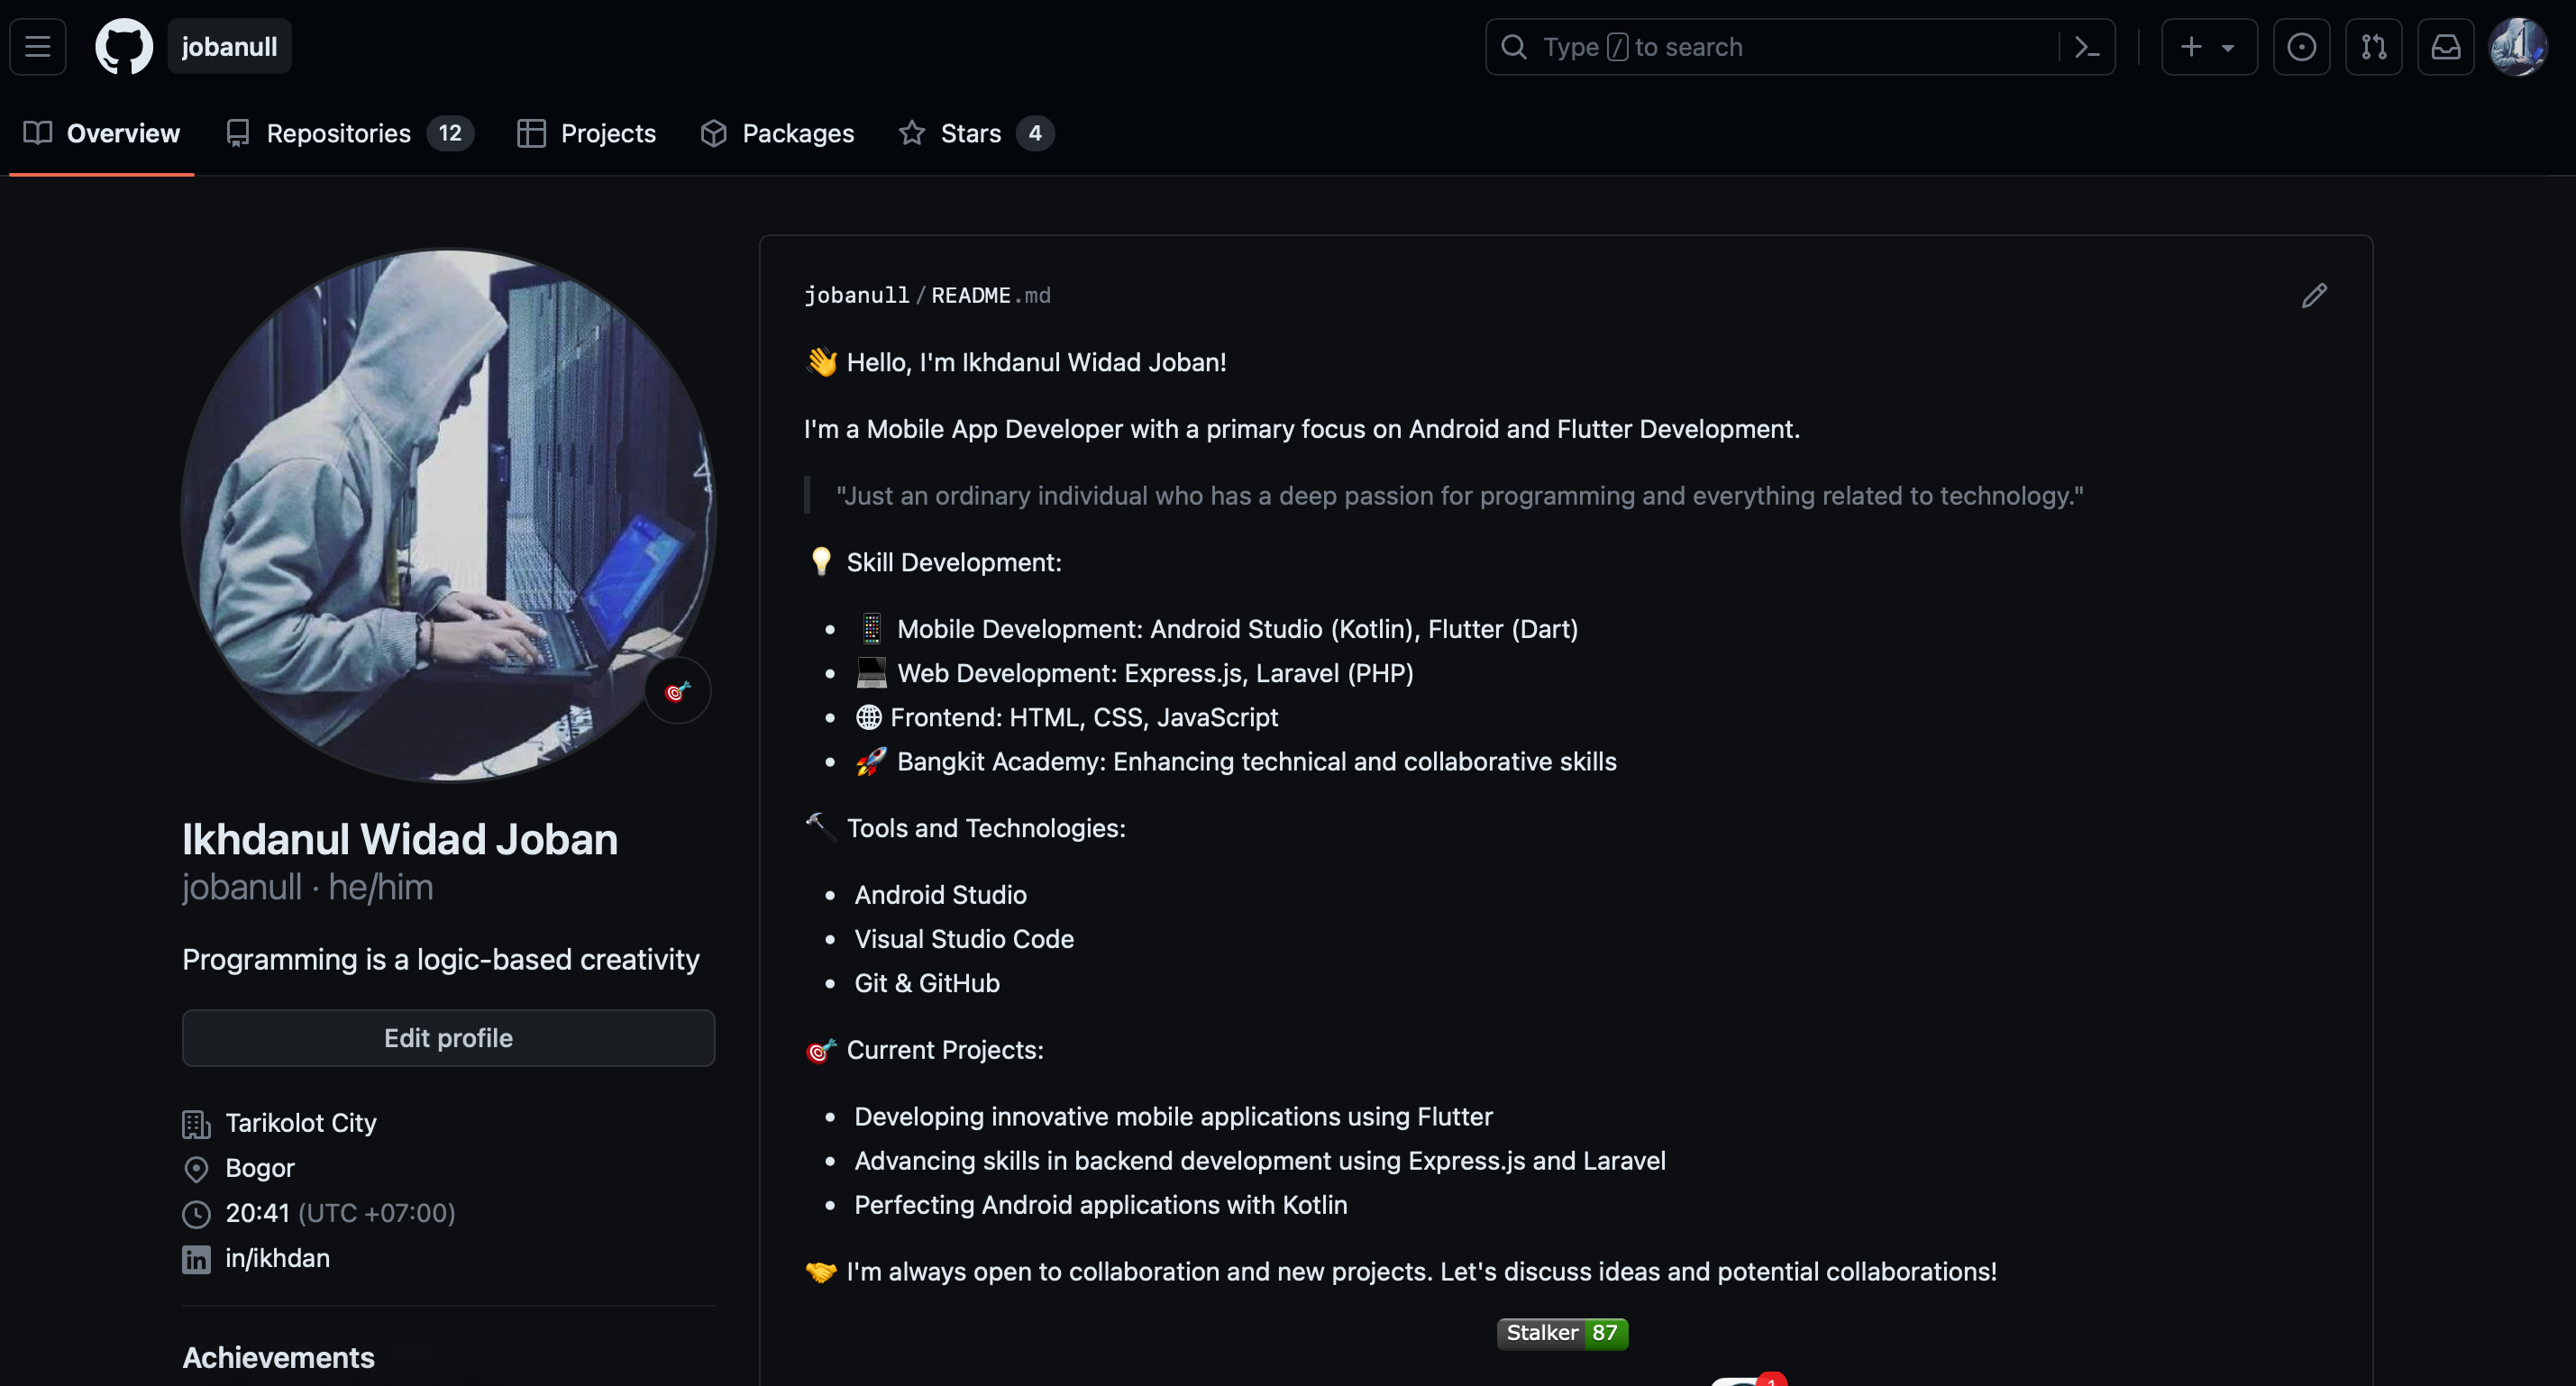 jobanull
Type / to search
Overview
Repositories 12
Projects
Packages
Stars 4
jobanull / README.md
👋 Hello, I'm Ikhdanul Widad Joban!
I'm a Mobile App Developer with a primary focus on Android and Flutter Development.
"Just an ordinary individual who has a deep passion for programming and everything related to technology."
💡 Skill Development:
• 📱 Mobile Development: Android Studio (Kotlin), Flutter (Dart)
• 💻 Web Development: Express.js, Laravel (PHP)
• 🌐 Frontend: HTML, CSS, JavaScript
• 🚀 Bangkit Academy: Enhancing technical and collaborative skills
🔨 Tools and Technologies:
• Android Studio
• Visual Studio Code
• Git & GitHub
🎯 Current Projects:
• Developing innovative mobile applications using Flutter
• Advancing skills in backend development using Express.js and Laravel
• Perfecting Android applications with Kotlin
🤝 I'm always open to collaboration and new projects. Let's discuss ideas and potential collaborations!
Stalker 87
Ikhdanul Widad Joban
jobanull · he/him
Programming is a logic-based creativity
Edit profile
Tarikolot City
Bogor
20:41 (UTC +07:00)
in/ikhdan
Achievements